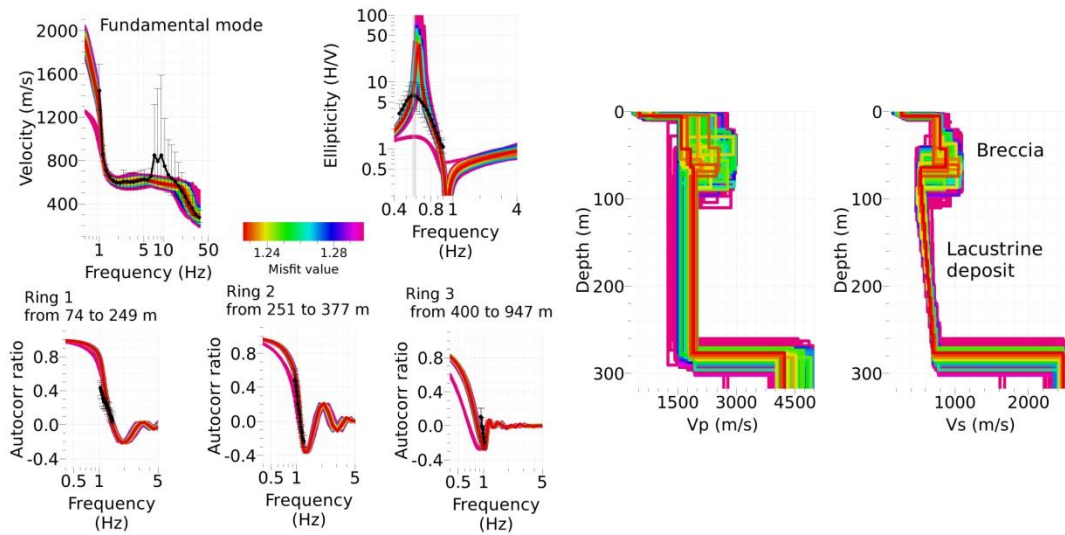 Fundamental mode
2000
1600
1200
800
400
Velocity (m/s)
1
5
10
50
Frequency (Hz)
100
50
10
5
1
0.5
Ellipticity (H/V)
0.4
0.8
1
4
Frequency
(Hz)
1.24
1.28
Misfit value
Ring 1
from 74 to 249 m
0.8
0.4
0.0
-0.4
Autocorr ratio
0.5
1
5
Frequency
(Hz)
Ring 2
from 251 to 377 m
0.8
0.4
0.0
-0.4
Autocorr ratio
0.5
1
5
Frequency
(Hz)
Ring 3
from 400 to 947 m
0.8
0.4
0.0
-0.4
Autocorr ratio
0.5
1
5
Frequency
(Hz)
0
100
200
300
Depth (m)
1500
3000
4500
Vp (m/s)
0
100
200
300
Depth (m)
Breccia
Lacustrine
deposit
1000
2000
Vs (m/s)